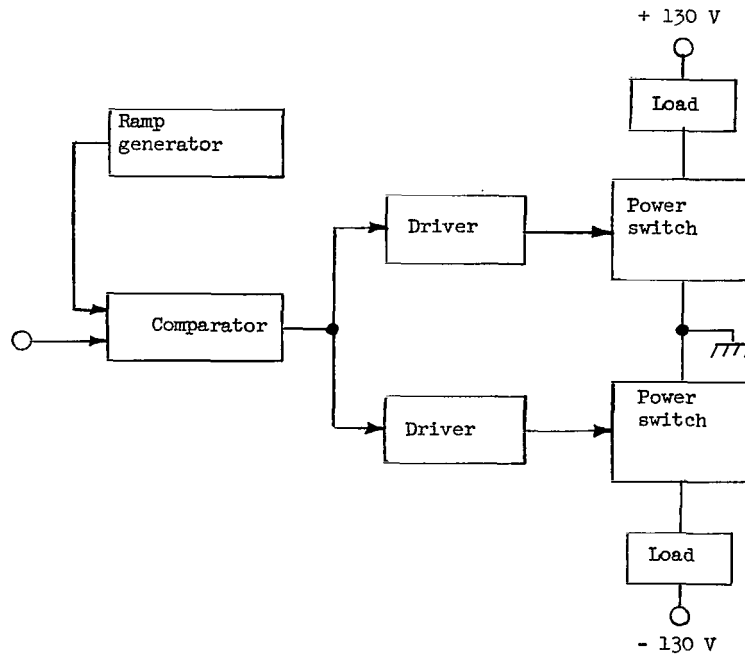 + 130 V
Load
Ramp
generator
Power
switch
Driver
Comparator
Power
switch
Driver
Load
- 130 V